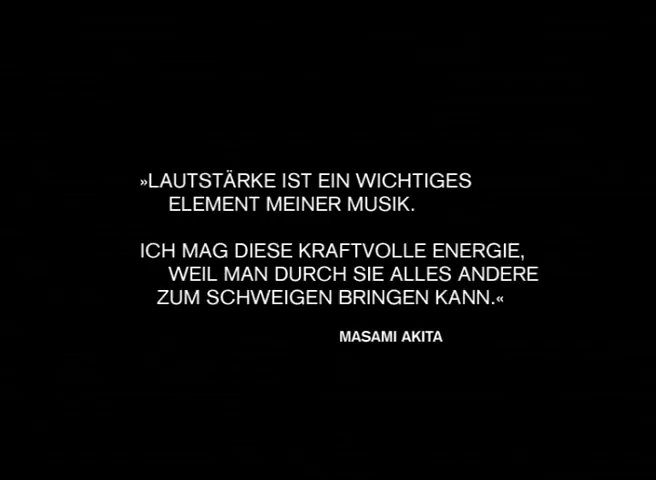 »LAUTSTÄRKE IST EIN WICHTIGES
ELEMENT MEINER MUSIK.
ICH MAG DIESE KRAFTVOLLE ENERGIE,
WEIL MAN DURCH SIE ALLES ANDERE
ZUM SCHWEIGEN BRINGEN KANN.«
MASAMI AKITA